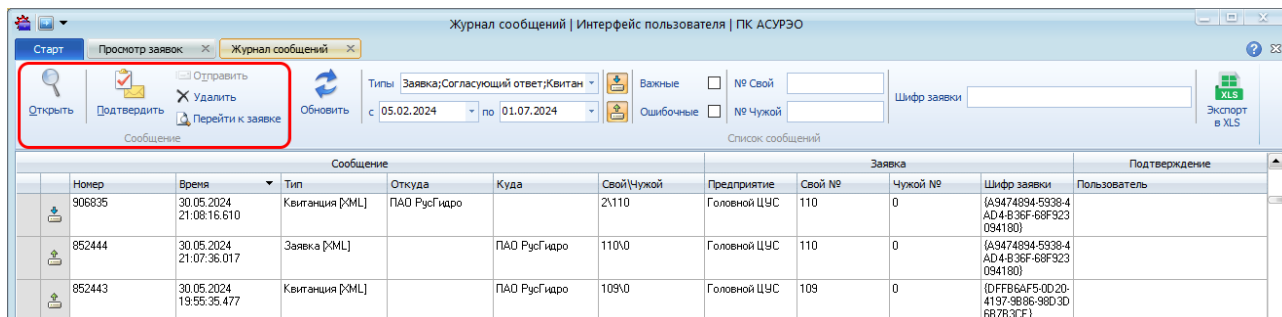 Журнал сообщений | Интерфейс пользователя | ПК АСУРЭО
Старт Просмотр заявок Журнал сообщений
Открыть Подтвердить Отправить Удалить Перейти к заявке
Сообщение
Обновить
Типы Заявка;Согласующий ответ;Квитан
с 05.02.2024 по 01.07.2024
Важные № Свой
Ошибочные № Чужой
Шифр заявки
Список сообщений
Экспорт
в XLS
XLS
Сообщение Заявка Подтверждение
Номер Время Тип Откуда Куда Свой\Чужой Предприятие Свой № Чужой № Шифр заявки Пользователь
906835 30.05.2024 Квитанция [XML] ПАО РусГидро 2\110 Головной ЦУС 110 0 {A9474894-5938-4
21:08:16.610 AD4-B36F-68F923
094180}
852444 30.05.2024 Заявка [XML] ПАО РусГидро 110\0 Головной ЦУС 110 0 {A9474894-5938-4
21:07:36.017 AD4-B36F-68F923
094180}
852443 30.05.2024 Квитанция [XML] ПАО РусГидро 109\0 Головной ЦУС 109 0 {DFFB6AF5-0D20-
19:55:35.477 4197-9B86-98D3D
6B7B3CF}